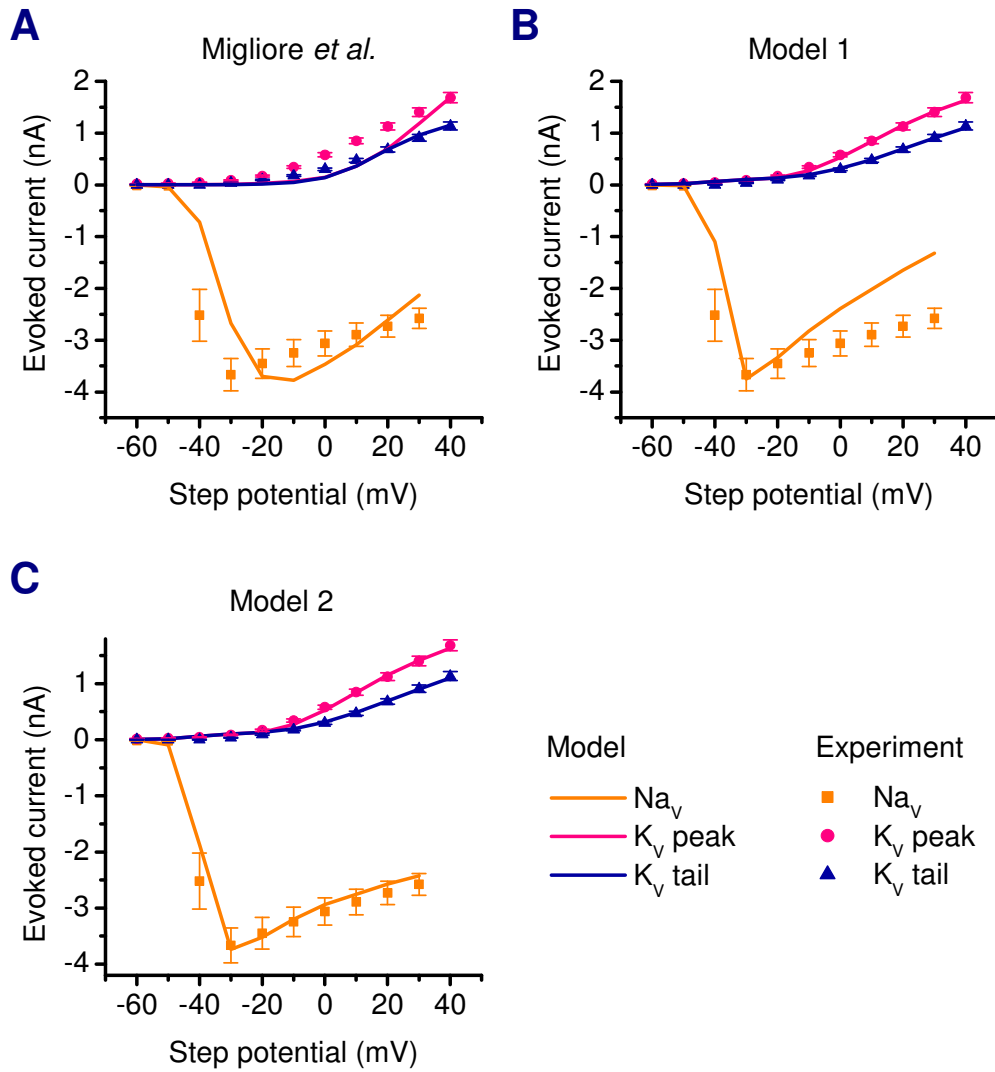 A
Migliore et al.
2
1
0
-1
-2
-3
-4
Evoked current (nA)
-60 -40 -20 0 20 40
Step potential (mV)
B
Model 1
2
1
0
-1
-2
-3
-4
Evoked current (nA)
-60 -40 -20 0 20 40
Step potential (mV)
C
Model 2
1
0
-1
-2
-3
-4
Evoked current (nA)
-60 -40 -20 0 20 40
Step potential (mV)
Model Experiment
NaV NaV
KV peak KV peak
KV tail KV tail